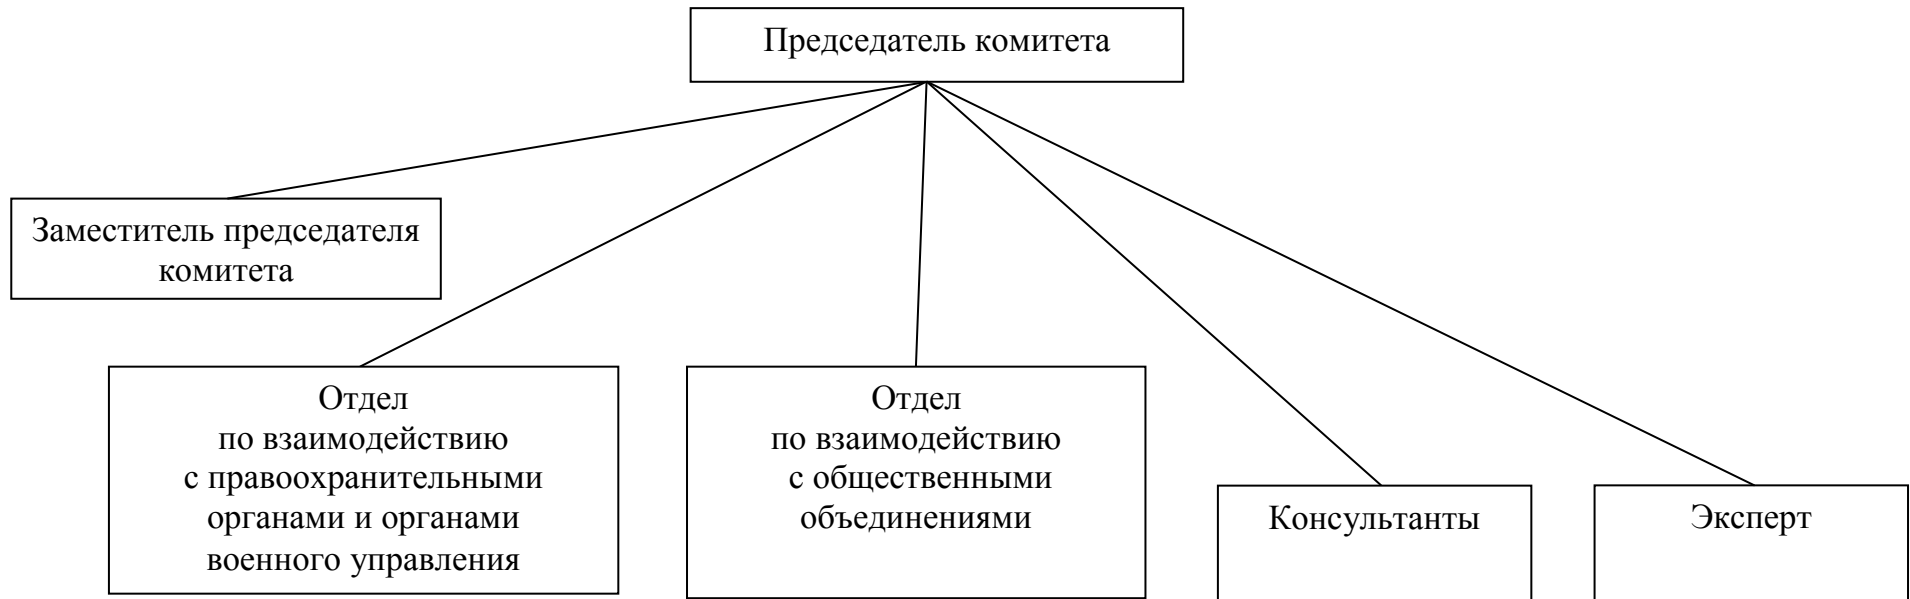 Председатель комитета
Заместитель председателя
комитета
Отдел
по взаимодействию
с правоохранительными
органами и органами
военного управления
Отдел
по взаимодействию
с общественными
объединениями
Консультанты
Эксперт